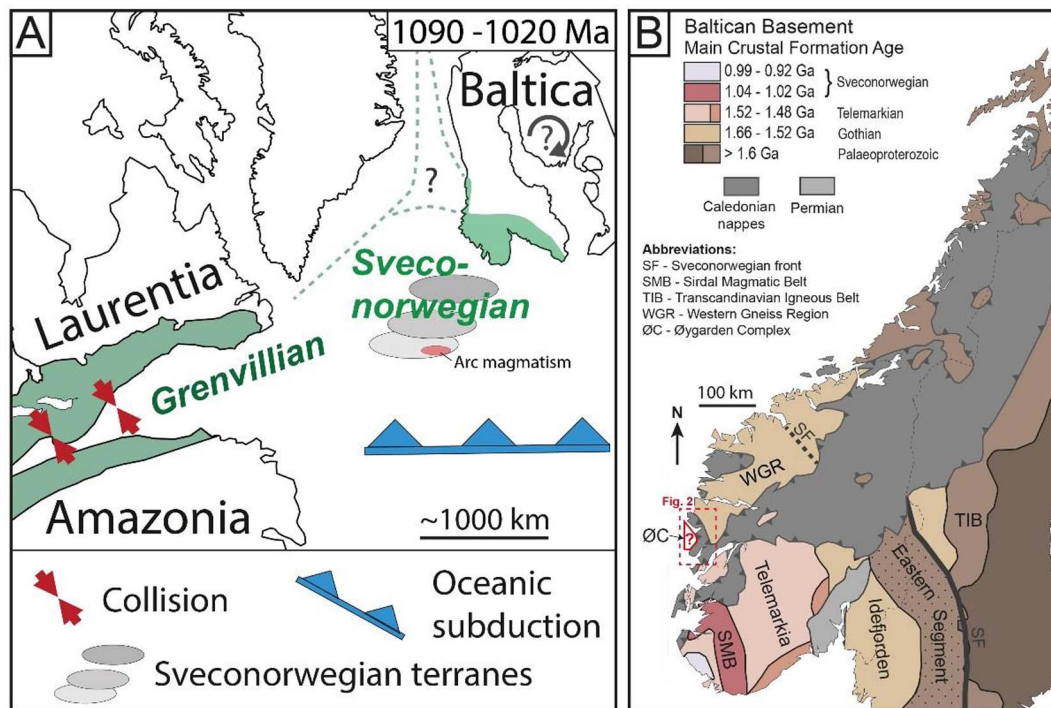 A
1090 -1020 Ma
Baltica
?
?
Sveco-
norwegian
Laurentia
Arc magmatism
Grenvillian
Amazonia
~1000 km
Collision
Oceanic
subduction
Sveconorwegian terranes
B
Baltican Basement
Main Crustal Formation Age
0.99 - 0.92 Ga
Sveconorwegian
1.04 - 1.02 Ga
1.52 - 1.48 Ga Telemarkian
1.66 - 1.52 Ga Gothian
> 1.6 Ga Palaeoproterozoic
Caledonian
nappes
Permian
Abbreviations:
SF - Sveconorwegian front
SMB - Sirdal Magmatic Belt
TIB - Transcandinavian Igneous Belt
WGR - Western Gneiss Region
ØC - Øygarden Complex
100 km
N
SF
WGR
Fig. 2
ØC
?
TIB
Telemarkia
Eastern
Segment
Idefjorden
SMB
SF